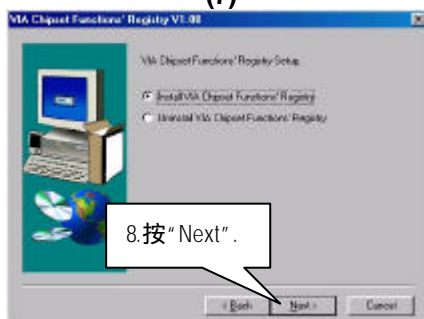 (7)
VIA Chipset Functions' Registry V1.00
VIA Chipset Functions' Registry Setup
Install VIA Chipset Functions' Registry
Uninstall VIA Chipset Functions' Registry
8.按“Next”.
< Back
Next >
Cancel